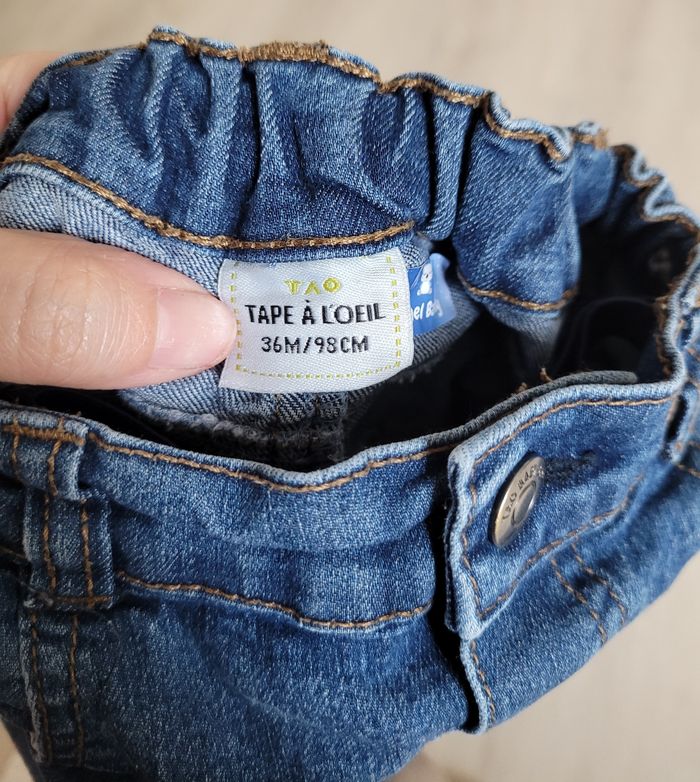 TAO
TAPE À L'OEIL
36M/98CM